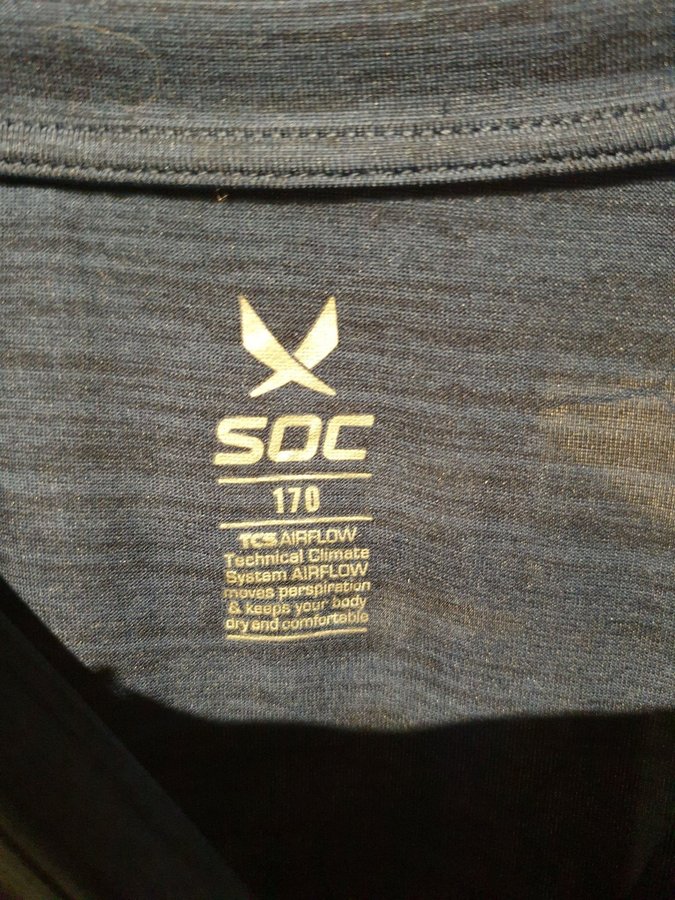 SOC
170
TCS AIRFLOW
Technical Climate
System AIRFLOW
moves perspiration
& keeps your body
dry and comfortable